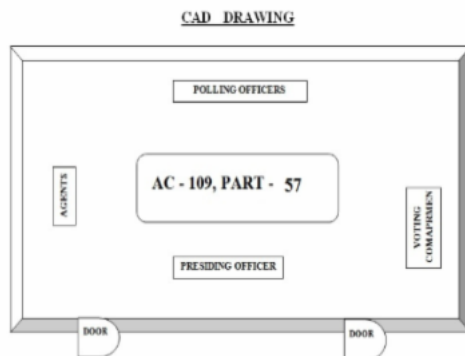 CAD DRAWING
POLLING OFFICERS
AGENTS
AC - 109, PART - 57
VOTING
COMAPRMEN
PRESIDING OFFICER
DOOR
DOOR